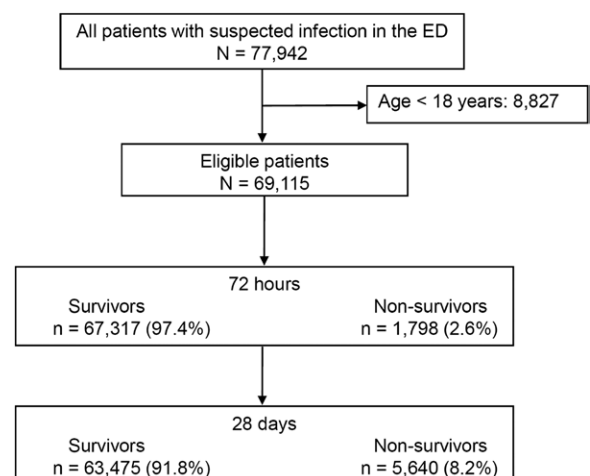 All patients with suspected infection in the ED
N = 77,942
Age < 18 years: 8,827
Eligible patients
N = 69,115
72 hours
Survivors Non-survivors
n = 67,317 (97.4%) n = 1,798 (2.6%)
28 days
Survivors Non-survivors
n = 63,475 (91.8%) n = 5,640 (8.2%)